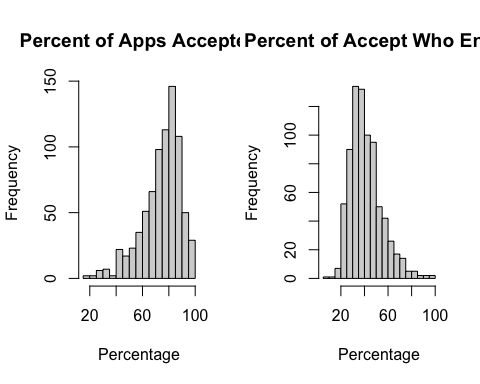 Percent of Apps Accepte
Frequency
150
100
50
0
20 60 100
Percentage
Percent of Accept Who En
Frequency
100
60
20
0
20 60 100
Percentage